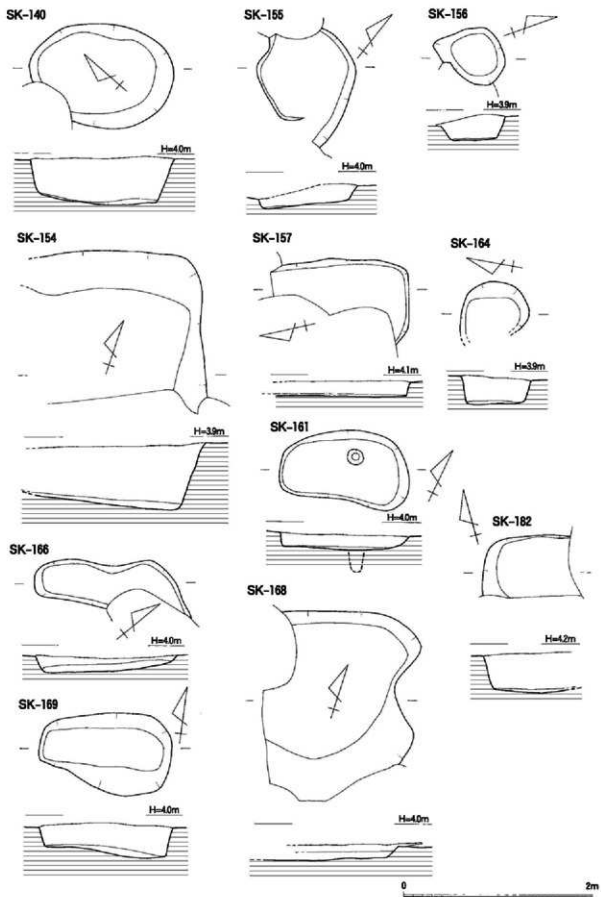 SK-140
H=4.0m
SK-155
H=4.0m
SK-156
H=3.9m
SK-154
H=3.9m
SK-157
H=4.1m
SK-164
H=3.9m
SK-161
H=4.0m
SK-182
H=4.2m
SK-166
H=4.0m
SK-168
H=4.0m
SK-169
H=4.0m
0 2m